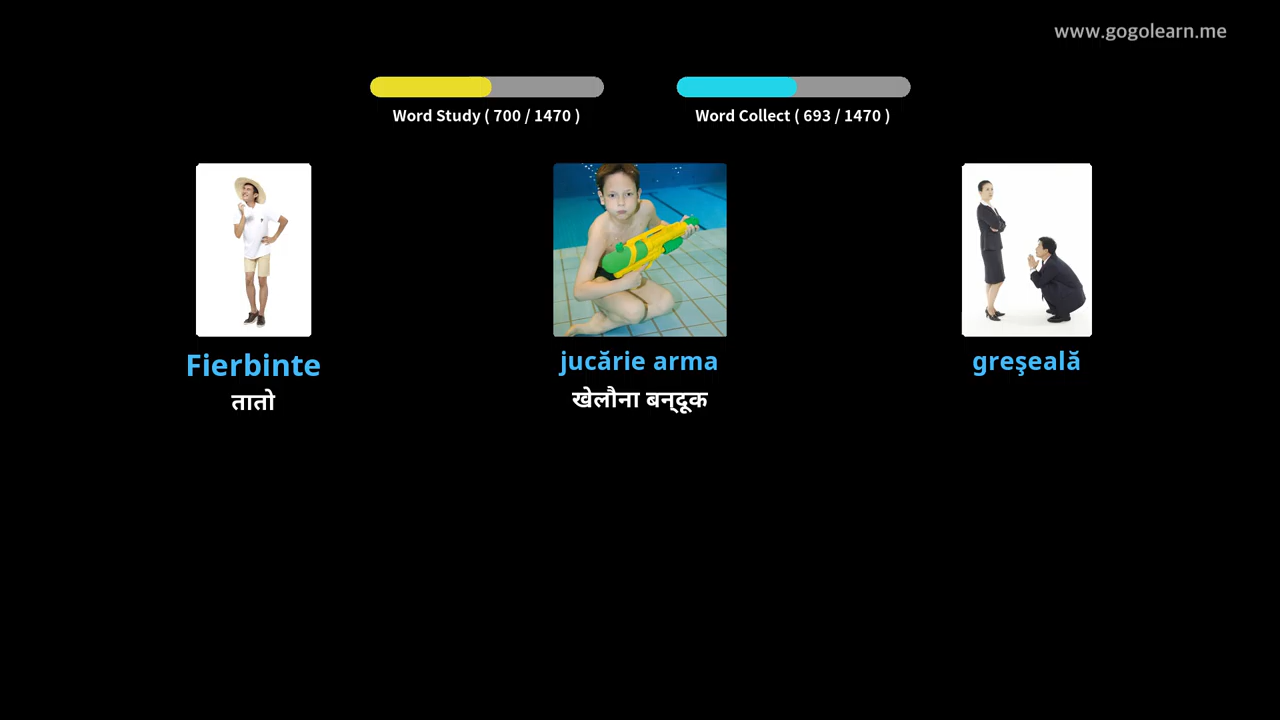 www.gogolearn.me
Word Study ( 700 / 1470 )
Word Collect ( 693 / 1470 )
Fierbinte
तातो
jucărie arma
खेलौना बन्दूक
greşeală